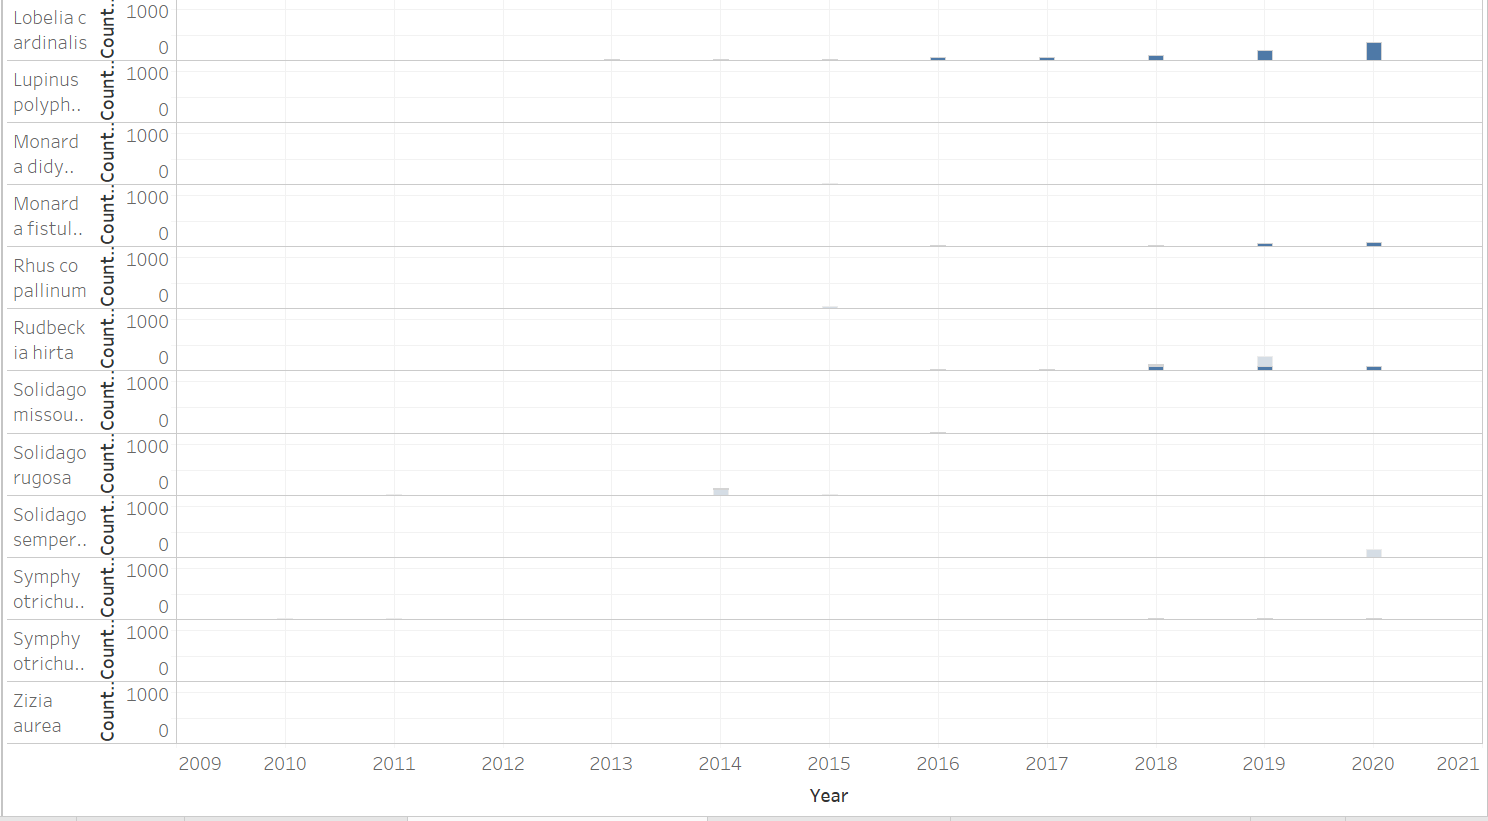 Lobelia c
ardinalis
Count..
1000
0
Lupinus
polyph..
Count..
1000
0
Monard
a didy..
Count..
1000
0
Monard
a fistul..
Count..
1000
0
Rhus co
pallinum
Count..
1000
0
Rudbeck
ia hirta
Count..
1000
0
Solidago
missou..
Count..
1000
0
Solidago
rugosa
Count..
1000
0
Solidago
semper..
Count..
1000
0
Symphy
otrichu..
Count..
1000
0
Symphy
otrichu..
Count..
1000
0
Zizia
aurea
Count..
1000
0
2009 2010 2011 2012 2013 2014 2015 2016 2017 2018 2019 2020 2021
Year